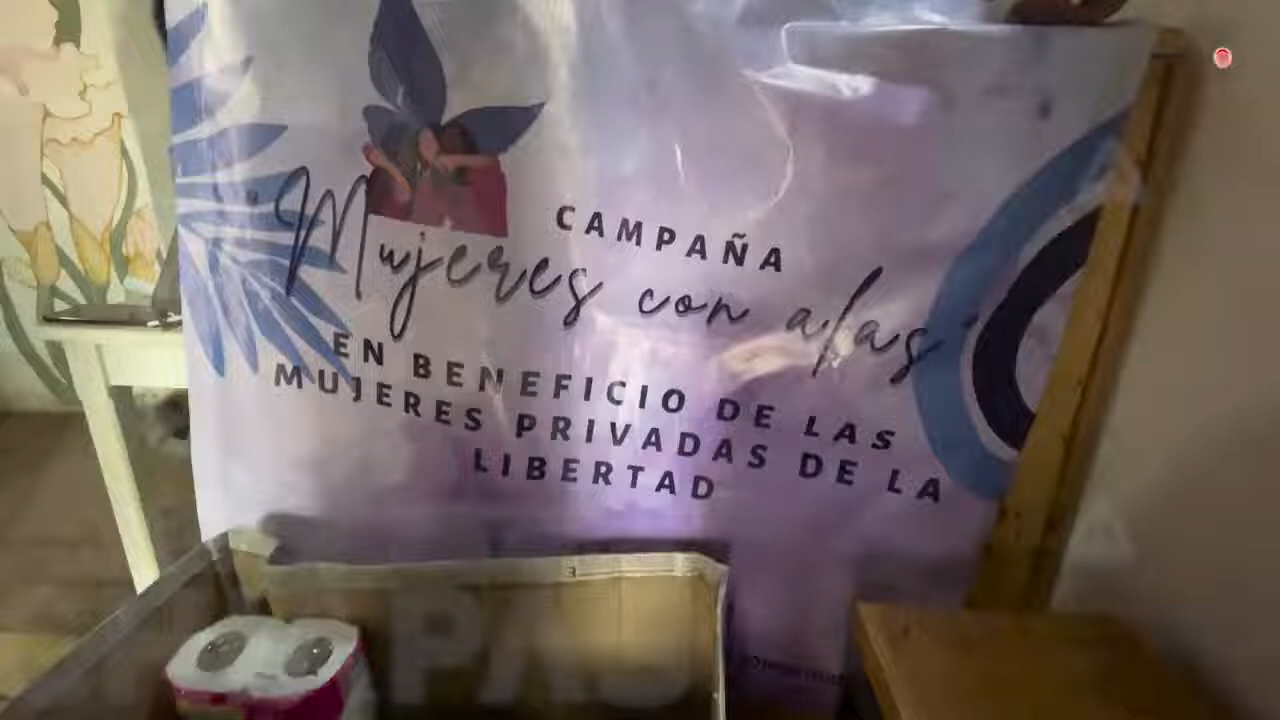 CAMPAÑA
Mujeres con alas
EN BENEFICIO DE LAS
MUJERES PRIVADAS DE LA
LIBERTAD